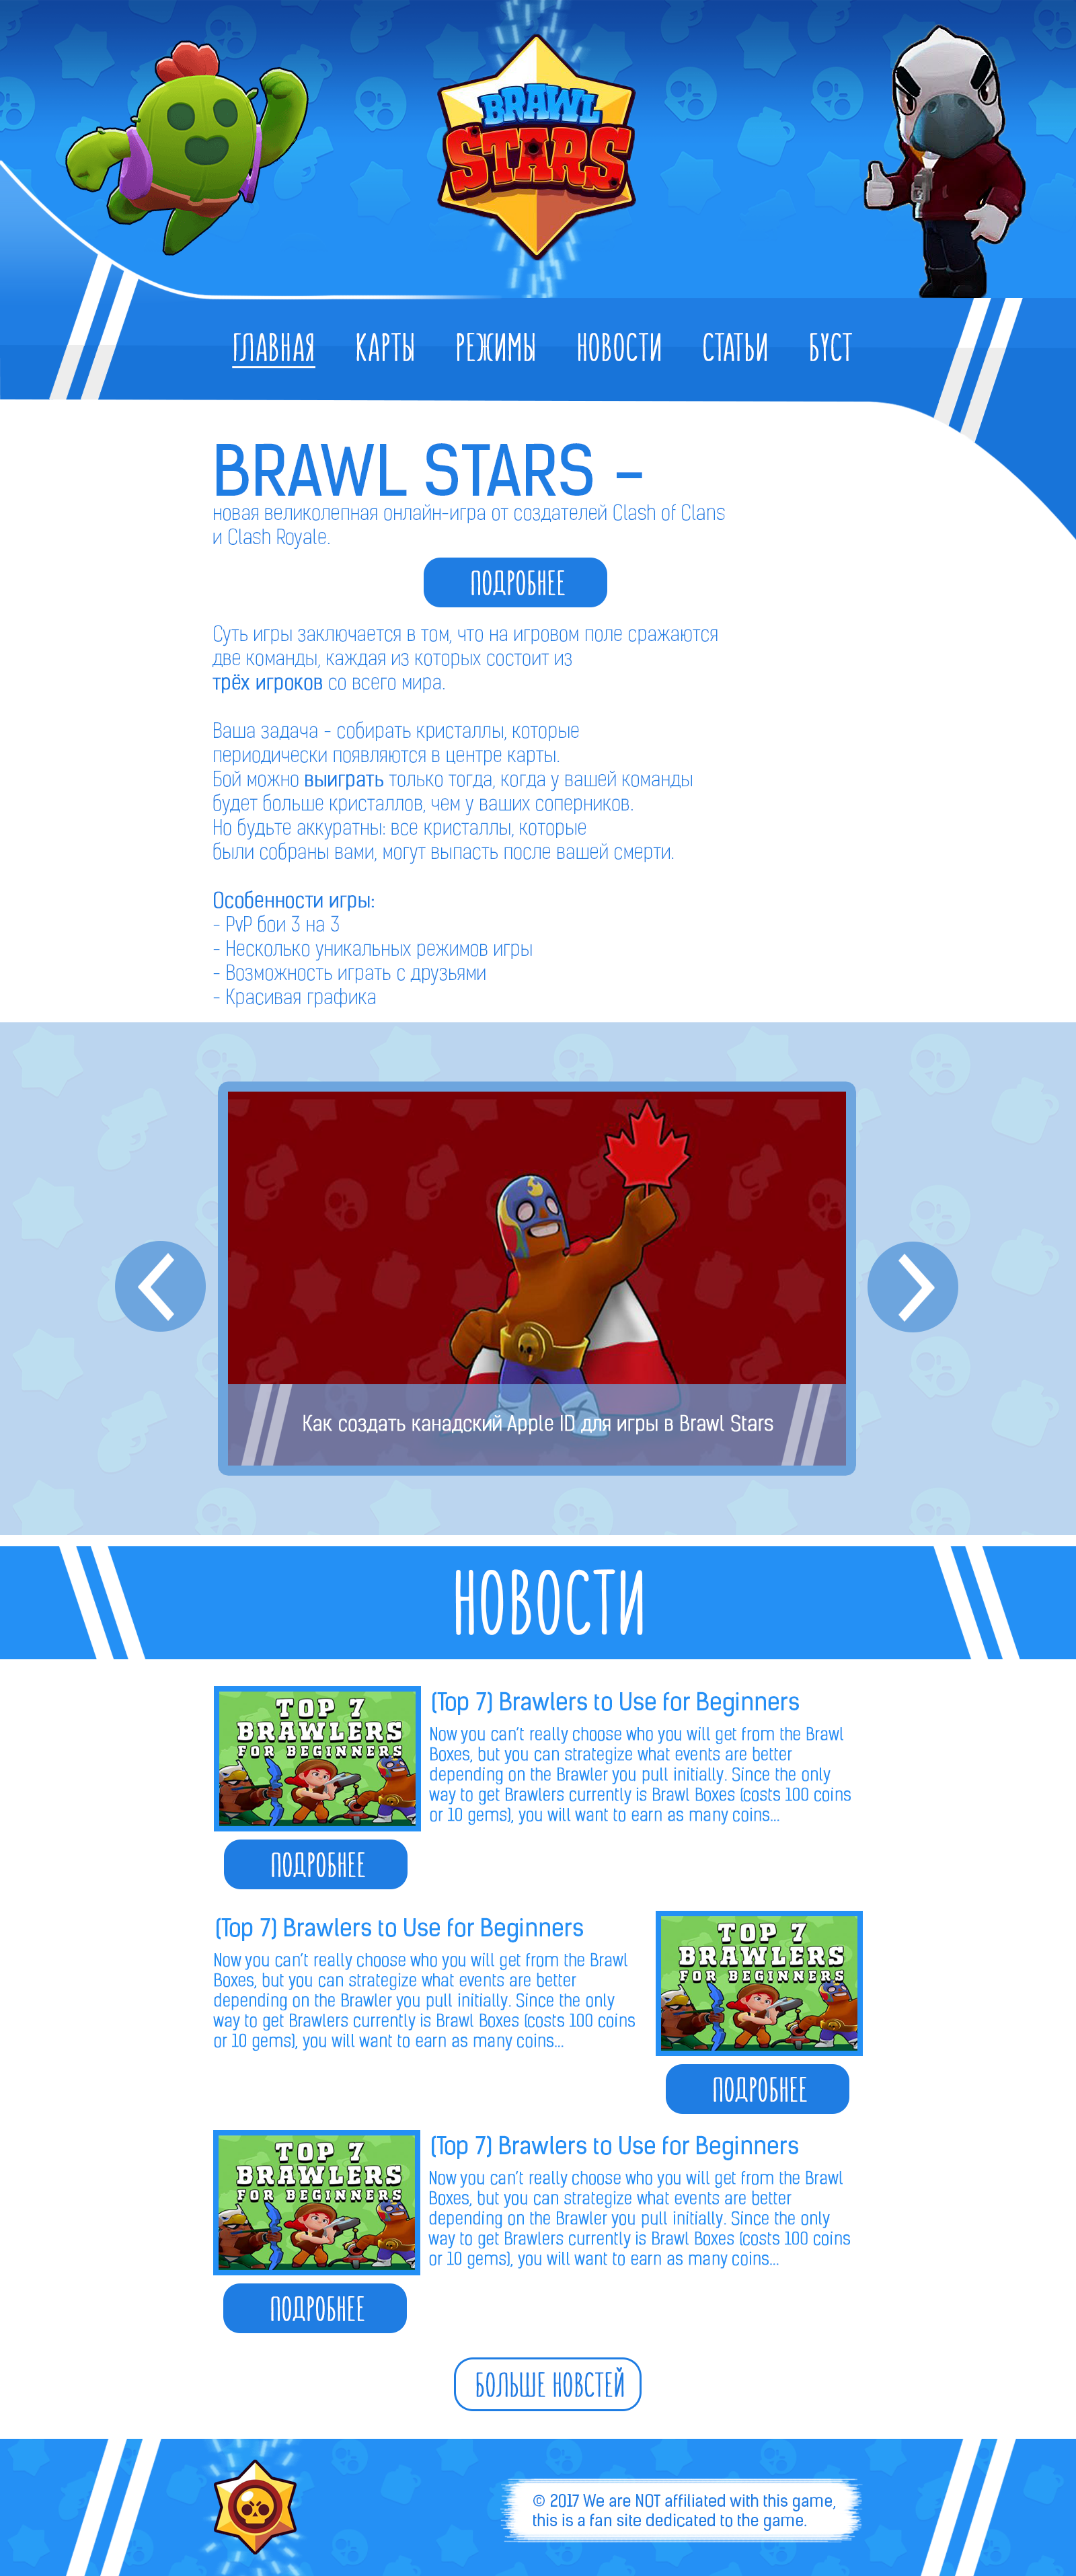 BRAWL
STARS
ГЛАВНАЯ КАРТЫ РЕЖИМЫ НОВОСТИ СТАТЬИ БУСТ
BRAWL STARS –
новая великолепная онлайн-игра от создателей Clash of Clans
и Clash Royale.
ПОДРОБНЕЕ
Суть игры заключается в том, что на игровом поле сражаются
две команды, каждая из которых состоит из
трёх игроков со всего мира.
Ваша задача - собирать кристаллы, которые
периодически появляются в центре карты.
Бой можно выиграть только тогда, когда у вашей команды
будет больше кристаллов, чем у ваших соперников.
Но будьте аккуратны: все кристаллы, которые
были собраны вами, могут выпасть после вашей смерти.
Особенности игры:
- PvP бои 3 на 3
- Несколько уникальных режимов игры
- Возможность играть с друзьями
- Красивая графика
Как создать канадский Apple ID для игры в Brawl Stars
НОВОСТИ
TOP 7
BRAWLERS
FOR BEGINNERS
(Top 7) Brawlers to Use for Beginners
Now you can't really choose who you will get from the Brawl
Boxes, but you can strategize what events are better
depending on the Brawler you pull initially. Since the only
way to get Brawlers currently is Brawl Boxes (costs 100 coins
or 10 gems), you will want to earn as many coins...
ПОДРОБНЕЕ
(Top 7) Brawlers to Use for Beginners
Now you can't really choose who you will get from the Brawl
Boxes, but you can strategize what events are better
depending on the Brawler you pull initially. Since the only
way to get Brawlers currently is Brawl Boxes (costs 100 coins
or 10 gems), you will want to earn as many coins...
TOP 7
BRAWLERS
FOR BEGINNERS
ПОДРОБНЕЕ
TOP 7
BRAWLERS
FOR BEGINNERS
(Top 7) Brawlers to Use for Beginners
Now you can't really choose who you will get from the Brawl
Boxes, but you can strategize what events are better
depending on the Brawler you pull initially. Since the only
way to get Brawlers currently is Brawl Boxes (costs 100 coins
or 10 gems), you will want to earn as many coins...
ПОДРОБНЕЕ
БОЛЬШЕ НОВСТЕЙ
© 2017 We are NOT affiliated with this game,
this is a fan site dedicated to the game.